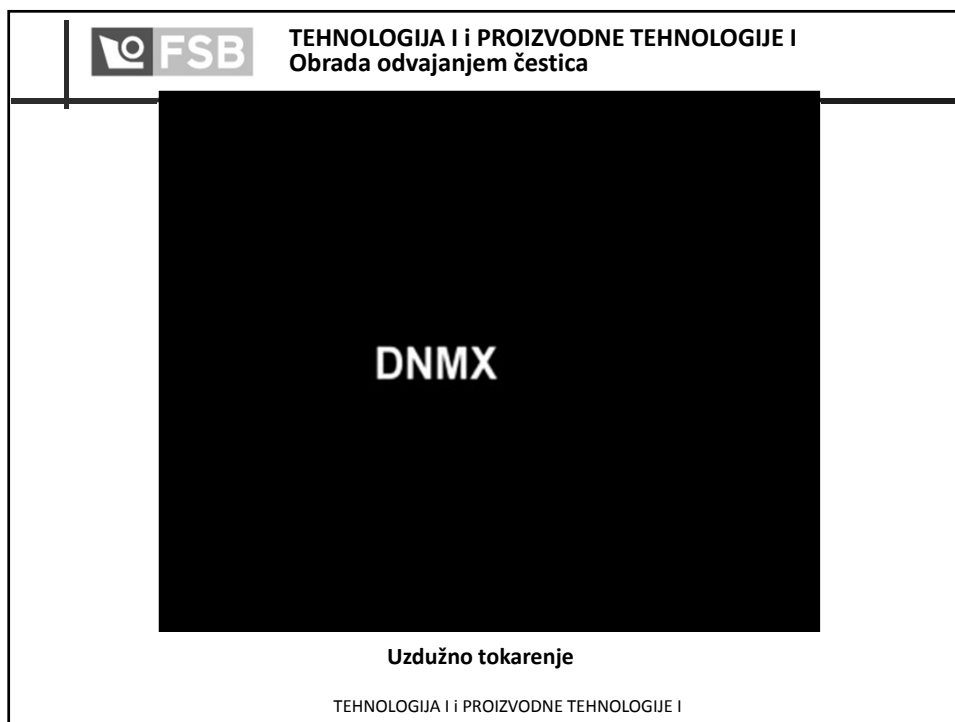 FSB
TEHNOLOGIJA I i PROIZVODNE TEHNOLOGIJE I
Obrada odvajanjem čestica
DNMX
Uzdužno tokarenje
TEHNOLOGIJA I i PROIZVODNE TEHNOLOGIJE I